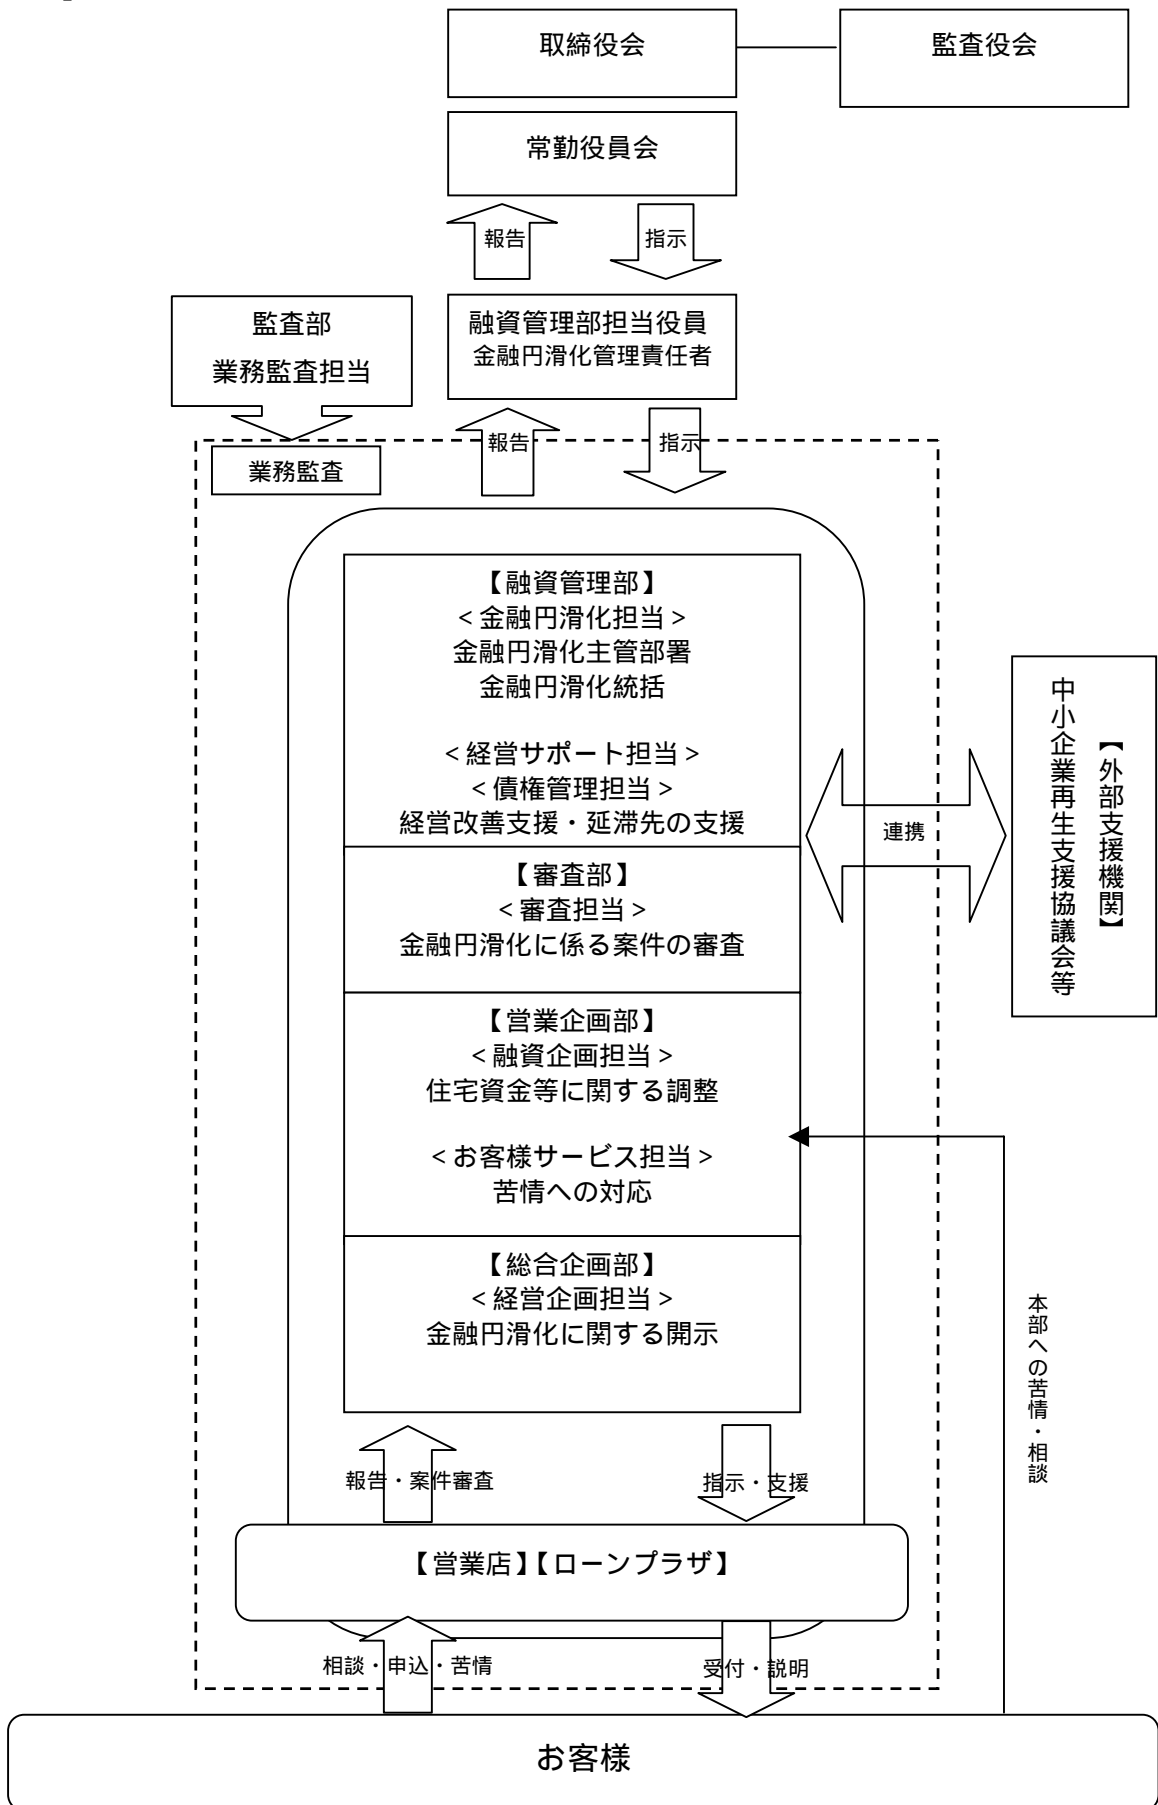 取締役会
監査役会
常勤役員会
報告
指示
監査部
業務監査担当
融資管理部担当役員
金融円滑化管理責任者
報告
指示
業務監査
【融資管理部】
<金融円滑化担当>
金融円滑化主管部署
金融円滑化統括
<経営サポート担当>
<債権管理担当>
経営改善支援・延滞先の支援
【審査部】
<審査担当>
金融円滑化に係る案件の審査
連携
【外部支援機関】
中小企業再生支援協議会等
【営業企画部】
<融資企画担当>
住宅資金等に関する調整
<お客様サービス担当>
苦情への対応
【総合企画部】
<経営企画担当>
金融円滑化に関する開示
本部への苦情・相談
報告・案件審査
指示・支援
【営業店】【ローンプラザ】
相談・申込・苦情
受付・説明
お客様